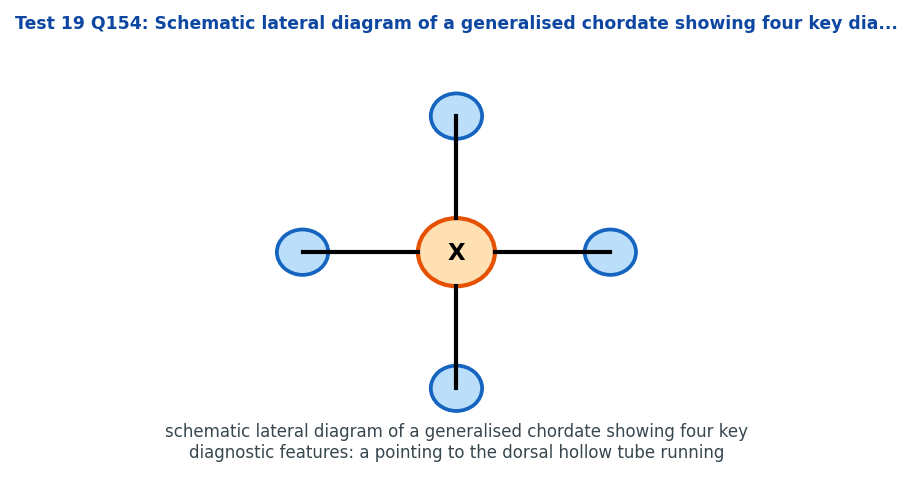 Test 19 Q154: Schematic lateral diagram of a generalised chordate showing four key dia...
X
schematic lateral diagram of a generalised chordate showing four key
diagnostic features: a pointing to the dorsal hollow tube running